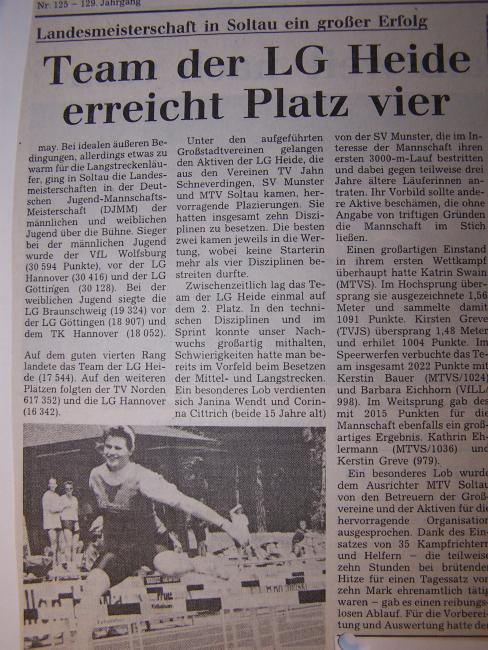 Nr. 125 – 129. Jahrgang
Landesmeisterschaft in Soltau ein großer Erfolg
Team der LG Heide
erreicht Platz vier
may. Bei idealen äußeren Be-
dingungen, allerdings etwas zu
warm für die Langstreckenläu-
fer, ging in Soltau die Landes-
meisterschaften in der Deut-
schen Jugend-Mannschafts-
Meisterschaft (DJMM) der
männlichen und weiblichen
Jugend über die Bühne. Sieger
bei der männlichen Jugend
wurde der VfL Wolfsburg
(30 594 Punkte), vor der LG
Hannover (30 416) und der LG
Göttingen (30 128). Bei der
weiblichen Jugend siegte die
LG Braunschweig (19 324) vor
der LG Göttingen (18 907) und
dem TK Hannover (18 052).
Auf dem guten vierten Rang
landete das Team der LG Hei-
de (17 544). Auf den weiteren
Plätzen folgten der TV Norden
617 352) und die LG Hannover
(16 342).
Unter den aufgeführten
Großstadtvereinen gelangen
den Aktiven der LG Heide, die
aus den Vereinen TV Jahn
Schneverdingen, SV Munster
und MTV Soltau kamen, her-
vorragende Plazierungen. Sie
hatten insgesamt zehn Diszi-
plinen zu besetzen. Die besten
zwei kamen jeweils in die Wer-
tung, wobei keine Starterin
mehr als vier Disziplinen be-
streiten durfte.
Zwischenzeitlich lag das Te-
am der LG Heide einmal auf
dem 2. Platz. In den techni-
schen Disziplinen und im
Sprint konnte unser Nach-
wuchs großartig mithalten,
Schwierigkeiten hatte man be-
reits im Vorfeld beim Besetzen
der Mittel- und Langstrecken.
Ein besonderes Lob verdienten
sich Janina Wendt und Corin-
na Cittrich (beide 15 Jahre alt)
von der SV Munster, die im In-
teresse der Mannschaft ihren
ersten 3000-m-Lauf bestritten
und dabei gegen teilweise drei
Jahre ältere Läuferinnen an-
traten. Ihr Vorbild sollte ande-
re Aktive beschämen, die ohne
Angabe von triftigen Gründen
die Mannschaft im Stich
ließen.
Einen großartigen Einstand
in ihrem ersten Wettkampf
überhaupt hatte Katrin Swain
(MTVS). Im Hochsprung über-
sprang sie ausgezeichnete 1,56
Meter und sammelte damit
1091 Punkte. Kirsten Greve
(TVJS) übersprang 1,48 Meter
und erhielt 1004 Punkte. Im
Speerwerfen verbuchte das Te-
am insgesamt 2022 Punkte mit
Kerstin Bauer (MTVS/1024)
und Barbara Eichhorn (VfLL/
998). Im Weitsprung gab des
mit 2015 Punkten für die
Mannschaft ebenfalls ein groß-
artiges Ergebnis. Kathrin Eh-
lermann (MTVS/1036) und
Kerstin Greve (979).
Ein besonderes Lob wurde
dem Ausrichter MTV Soltau
von den Betreuern der Groß-
vereine und der Aktiven für die
hervorragende Organisation
ausgesprochen. Dank des Ein-
satzes von 35 Kampfrichtern
und Helfern – die teilweise
zehn Stunden bei brütender
Hitze für einen Tagessatz von
zehn Mark ehrenamtlich tätig
waren – gab es einen reibungs-
losen Ablauf. Für die Vorberei-
tung und Auswertung hatte der